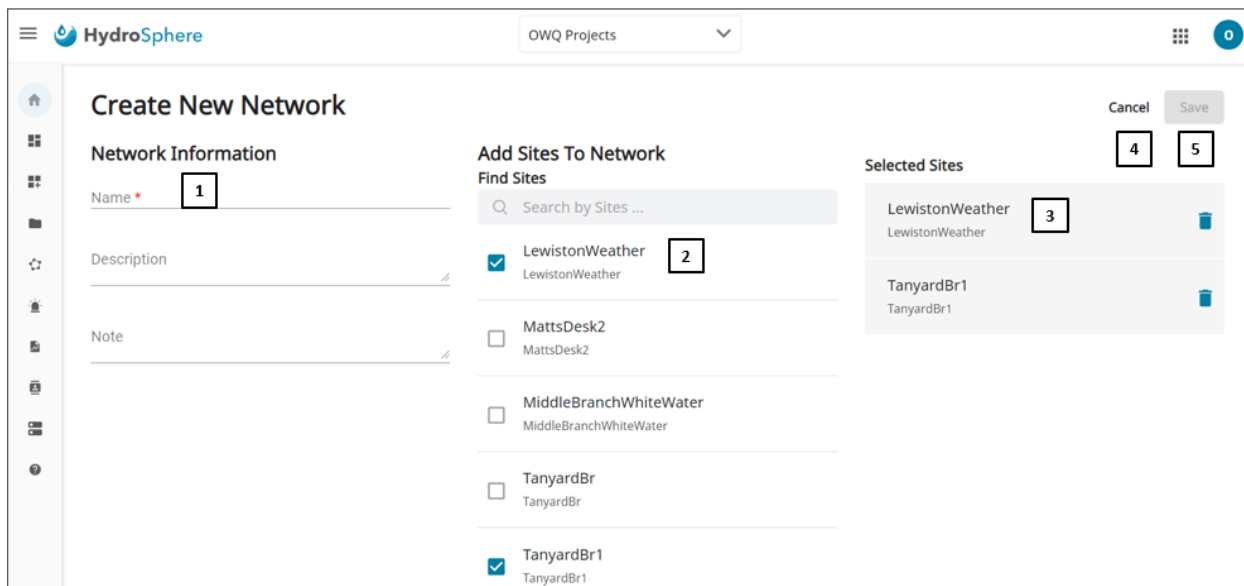 HydroSphere
OWQ Projects
O
Create New Network
Cancel
Save
4
5
Network Information
Name *
1
Description
Note
Add Sites To Network
Find Sites
Search by Sites ...
LewistonWeather
LewistonWeather
2
MattsDesk2
MattsDesk2
MiddleBranchWhiteWater
MiddleBranchWhiteWater
TanyardBr
TanyardBr
TanyardBr1
TanyardBr1
Selected Sites
LewistonWeather
LewistonWeather
3
TanyardBr1
TanyardBr1